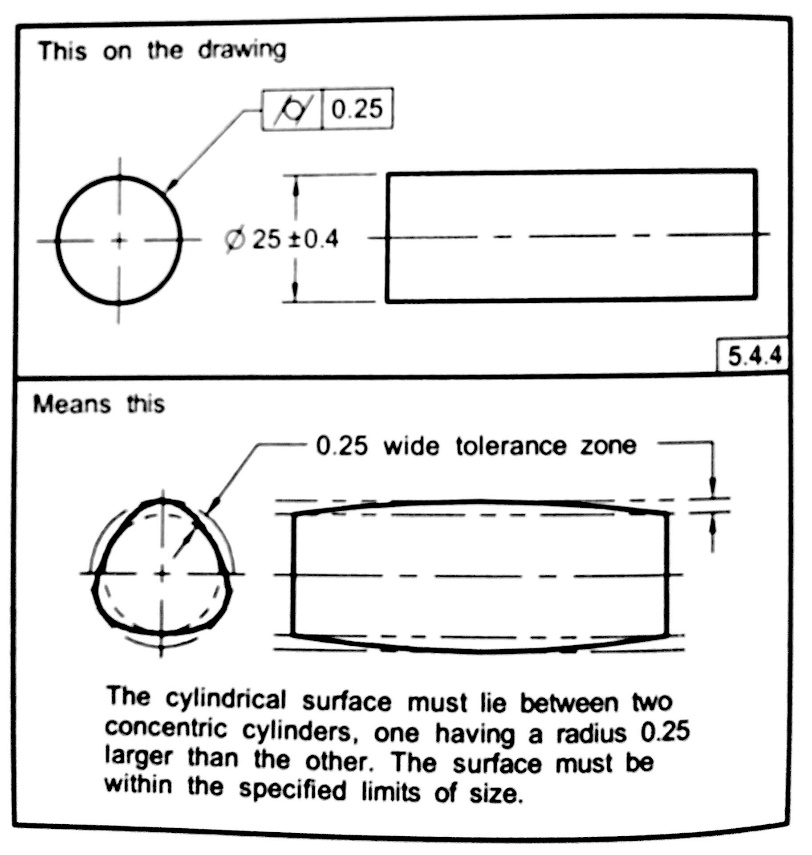 This on the drawing
⌭ 0.25
⌀ 25 ±0.4
5.4.4
Means this
0.25 wide tolerance zone
The cylindrical surface must lie between two
concentric cylinders, one having a radius 0.25
larger than the other. The surface must be
within the specified limits of size.